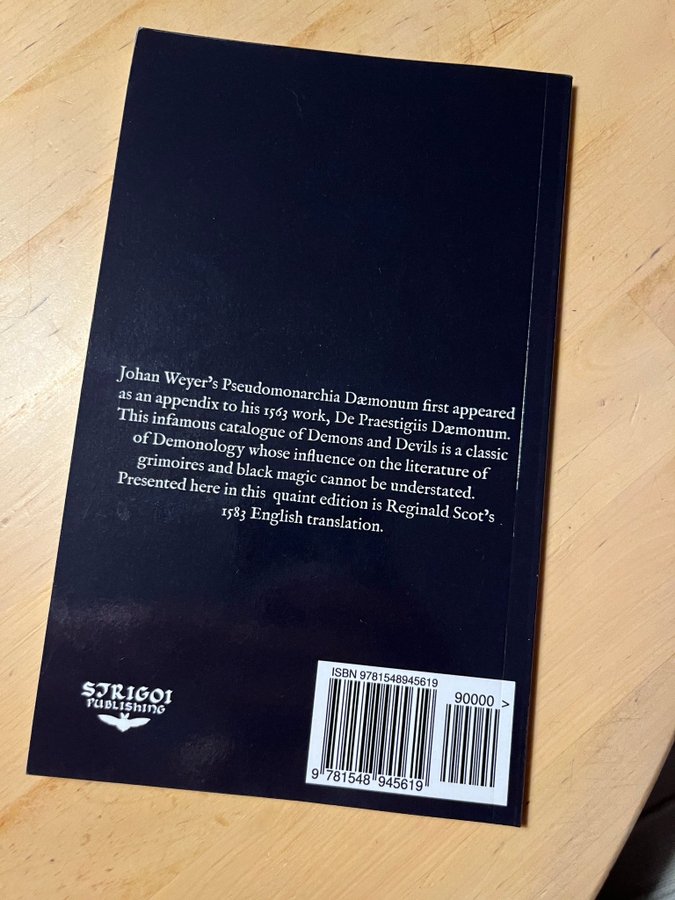 Johan Weyer's Pseudomonarchia Dæmonum first appeared
as an appendix to his 1563 work, De Praestigiis Dæmonum.
This infamous catalogue of Demons and Devils is a classic
of Demonology whose influence on the literature of
grimoires and black magic cannot be understated.
Presented here in this quaint edition is Reginald Scot's
1583 English translation.
STRIGOI
PUBLISHING
ISBN 9781548945619
90000 >
9 781548 945619